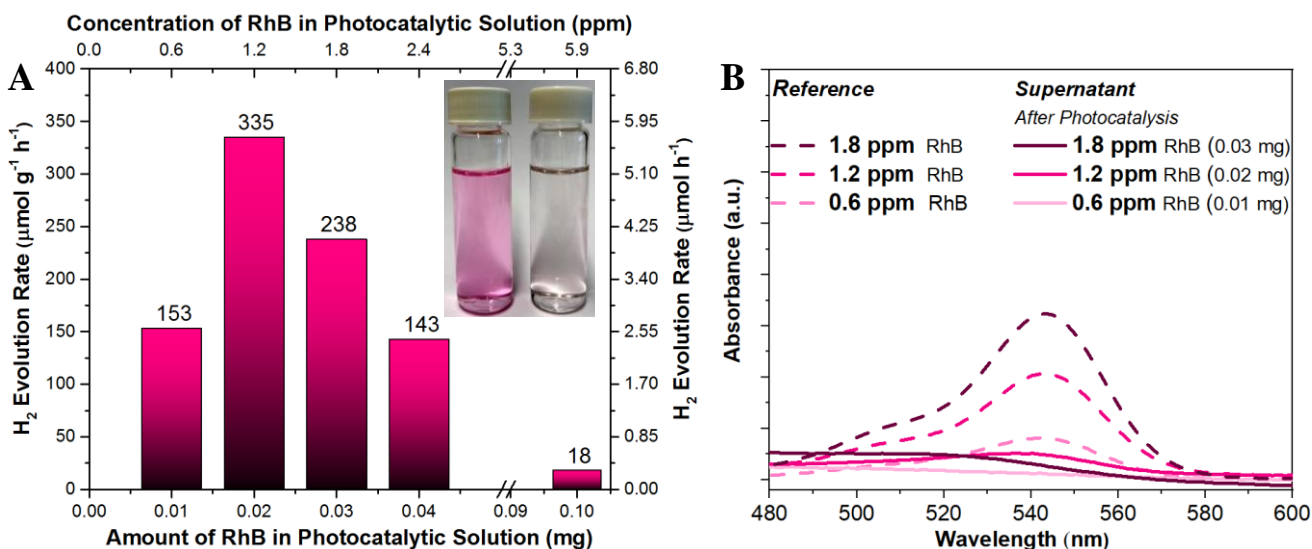 Concentration of RhB in Photocatalytic Solution (ppm)
0.0 0.6 1.2 1.8 2.4 5.3 5.9
A
400
350
300
250
200
150
100
50
0
H₂ Evolution Rate (μmol g⁻¹ h⁻¹)
153
335
238
143
18
6.80
5.95
5.10
4.25
3.40
2.55
1.70
0.85
0.00
H₂ Evolution Rate (μmol h⁻¹)
0.00 0.01 0.02 0.03 0.04 0.09 0.10
Amount of RhB in Photocatalytic Solution (mg)
B
Reference Supernatant
After Photocatalysis
1.8 ppm RhB 1.8 ppm RhB (0.03 mg)
1.2 ppm RhB 1.2 ppm RhB (0.02 mg)
0.6 ppm RhB 0.6 ppm RhB (0.01 mg)
Absorbance (a.u.)
480 500 520 540 560 580 600
Wavelength (nm)